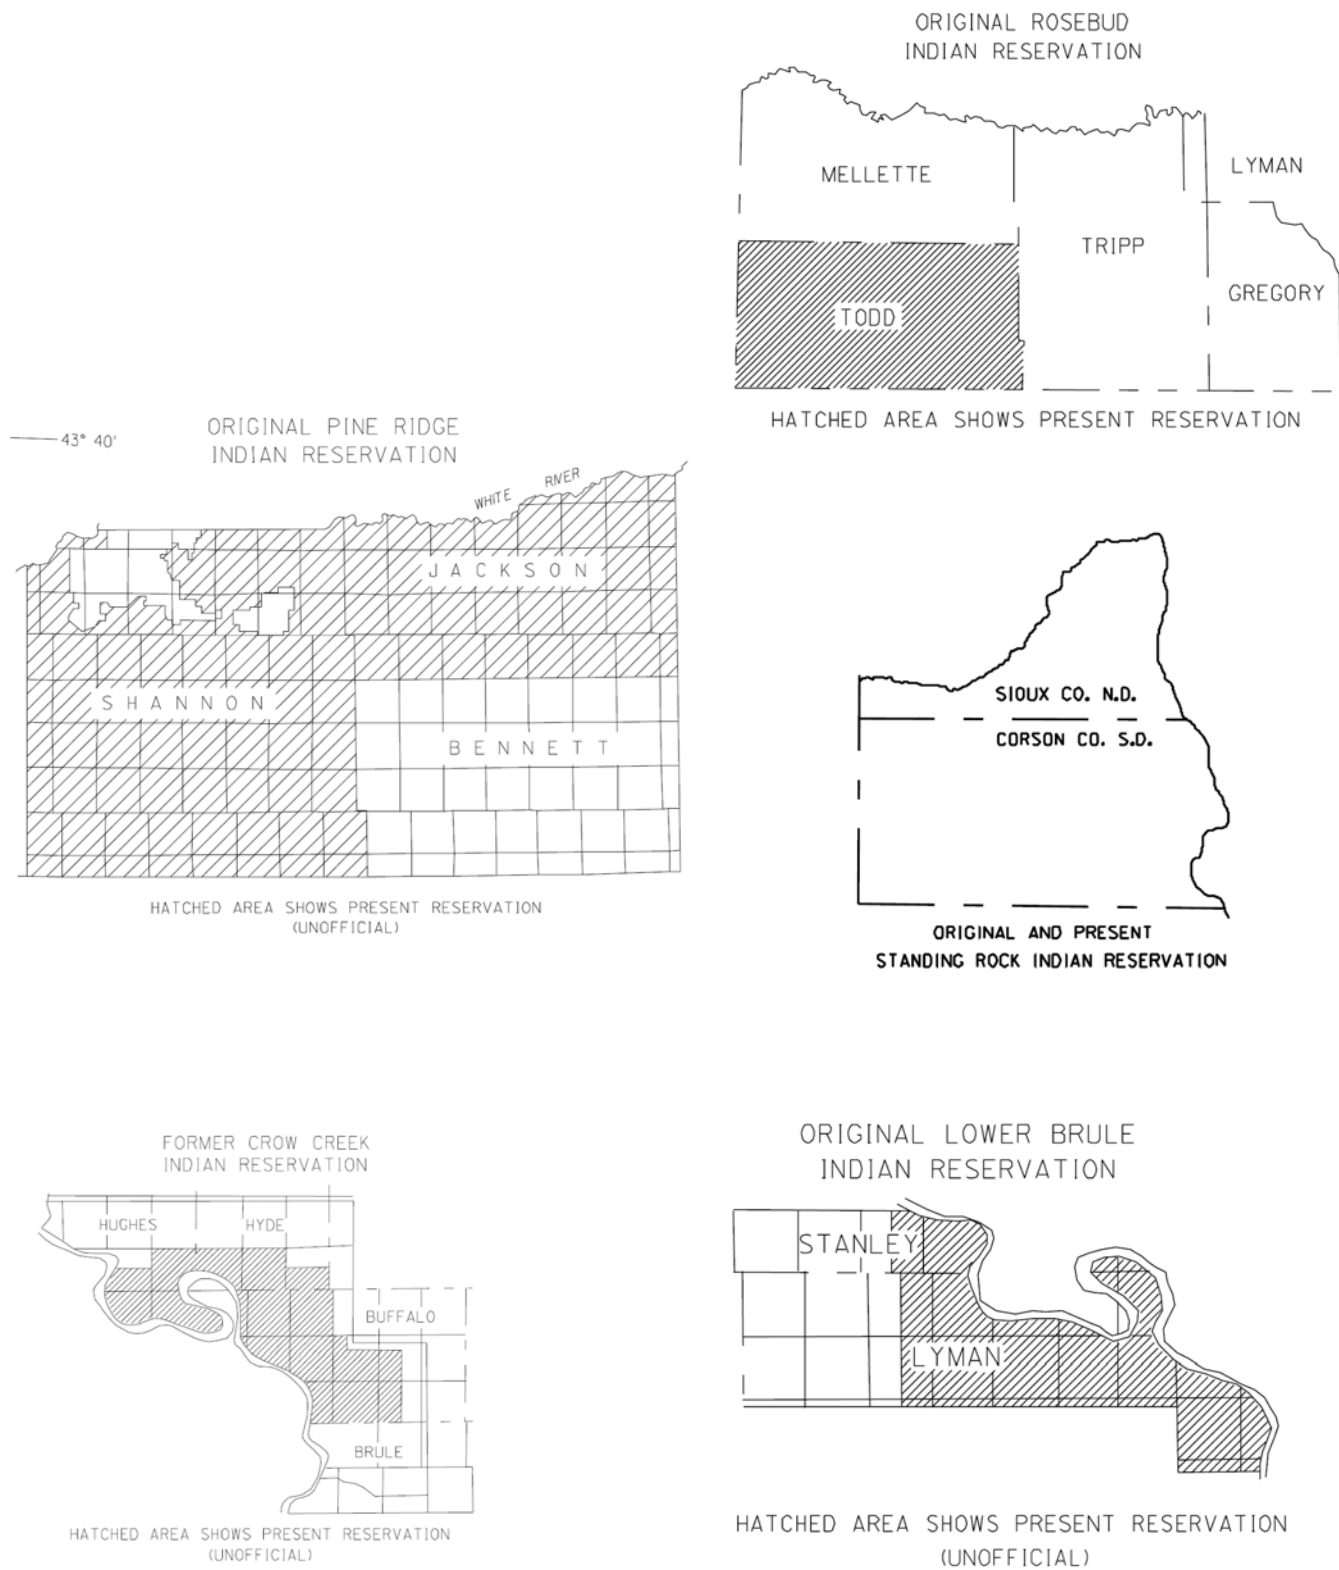 ORIGINAL ROSEBUD
INDIAN RESERVATION
MELLETTE
LYMAN
TRIPP
GREGORY
TODD
HATCHED AREA SHOWS PRESENT RESERVATION
43° 40'
ORIGINAL PINE RIDGE
INDIAN RESERVATION
WHITE RIVER
JACKSON
SHANNON
BENNETT
HATCHED AREA SHOWS PRESENT RESERVATION
(UNOFFICIAL)
SIOUX CO. N.D.
CORSON CO. S.D.
ORIGINAL AND PRESENT
STANDING ROCK INDIAN RESERVATION
FORMER CROW CREEK
INDIAN RESERVATION
HUGHES
HYDE
BUFFALO
BRULE
HATCHED AREA SHOWS PRESENT RESERVATION
(UNOFFICIAL)
ORIGINAL LOWER BRULE
INDIAN RESERVATION
STANLEY
LYMAN
HATCHED AREA SHOWS PRESENT RESERVATION
(UNOFFICIAL)